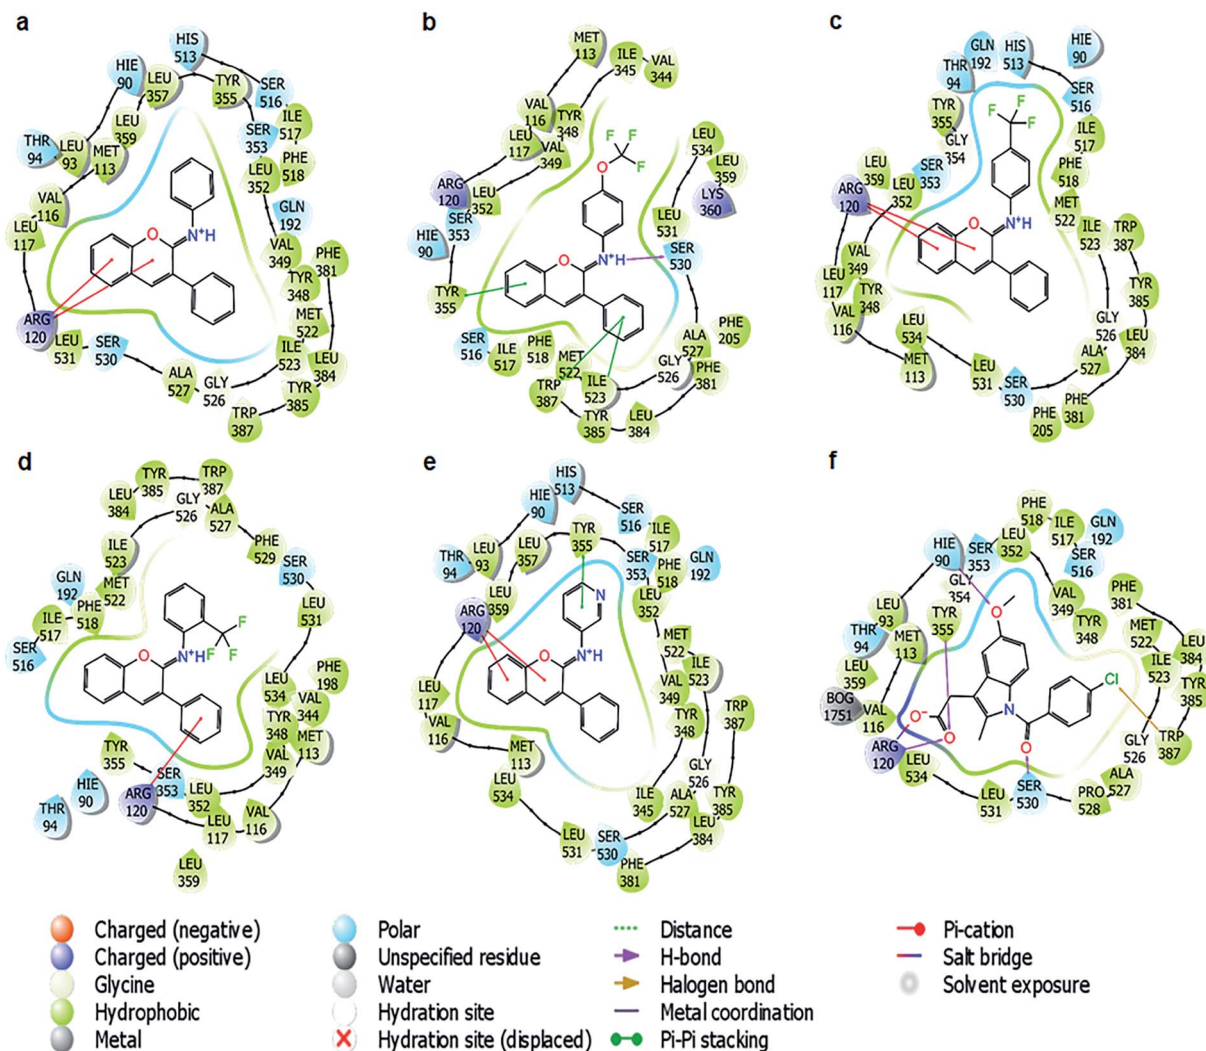 a
HIS
513
HIE
90
LEU
357
TYR
355
SER
516
LEU
359
SER
353
ILE
517
THR
94
LEU
93
MET
113
LEU
352
PHE
518
VAL
116
GLN
192
LEU
117
O
N+H
VAL
349
PHE
381
TYR
348
MET
522
ARG
120
LEU
531
SER
530
ILE
523
LEU
384
ALA
527
GLY
526
TYR
385
TRP
387
b
MET
113
ILE
345
VAL
344
VAL
116
TYR
348
LEU
117
VAL
349
F
F
F
O
LEU
534
LEU
359
ARG
120
LEU
352
LYS
360
SER
353
LEU
531
HIE
90
SER
530
O
N+H
TYR
355
SER
516
ILE
517
PHE
518
MET
522
ALA
527
PHE
205
GLY
526
PHE
381
TRP
387
ILE
523
TYR
385
LEU
384
c
GLN
192
HIS
513
HIE
90
THR
94
SER
516
TYR
355
GLY
354
F
F
F
ILE
517
LEU
359
SER
353
PHE
518
ARG
120
LEU
352
MET
522
ILE
523
TRP
387
O
N+H
VAL
349
LEU
117
TYR
348
TYR
385
VAL
116
LEU
534
GLY
526
LEU
384
MET
113
LEU
531
SER
530
ALA
527
PHE
205
PHE
381
d
TYR
385
TRP
387
LEU
384
GLY
526
ALA
527
ILE
523
PHE
529
SER
530
GLN
192
MET
522
ILE
517
PHE
518
LEU
531
SER
516
O
N+H
F
F
F
LEU
534
PHE
198
VAL
344
TYR
348
MET
113
TYR
355
VAL
349
SER
353
HIE
90
ARG
120
LEU
352
THR
94
LEU
117
VAL
116
LEU
359
e
HIS
513
HIE
90
SER
516
THR
94
LEU
93
LEU
357
TYR
355
ILE
517
SER
353
PHE
518
GLN
192
LEU
359
ARG
120
N
LEU
352
MET
522
O
N+H
ILE
523
LEU
117
VAL
349
VAL
116
TYR
348
TRP
387
MET
113
GLY
526
LEU
534
ILE
345
ALA
527
TYR
385
LEU
531
SER
530
LEU
384
PHE
381
f
PHE
518
ILE
517
GLN
192
HIE
90
SER
353
LEU
352
SER
516
GLY
354
LEU
93
TYR
355
O
VAL
349
PHE
381
THR
94
MET
113
TYR
348
MET
522
LEU
384
LEU
359
Cl
ILE
523
TYR
385
BOG
1751
VAL
116
O-
O
N
O
ARG
120
LEU
534
GLY
526
TRP
387
LEU
531
SER
530
PRO
528
ALA
527
Charged (negative)
Charged (positive)
Glycine
Hydrophobic
Metal
Polar
Unspecified residue
Water
Hydration site
Hydration site (displaced)
Distance
H-bond
Halogen bond
Metal coordination
Pi-Pi stacking
Pi-cation
Salt bridge
Solvent exposure